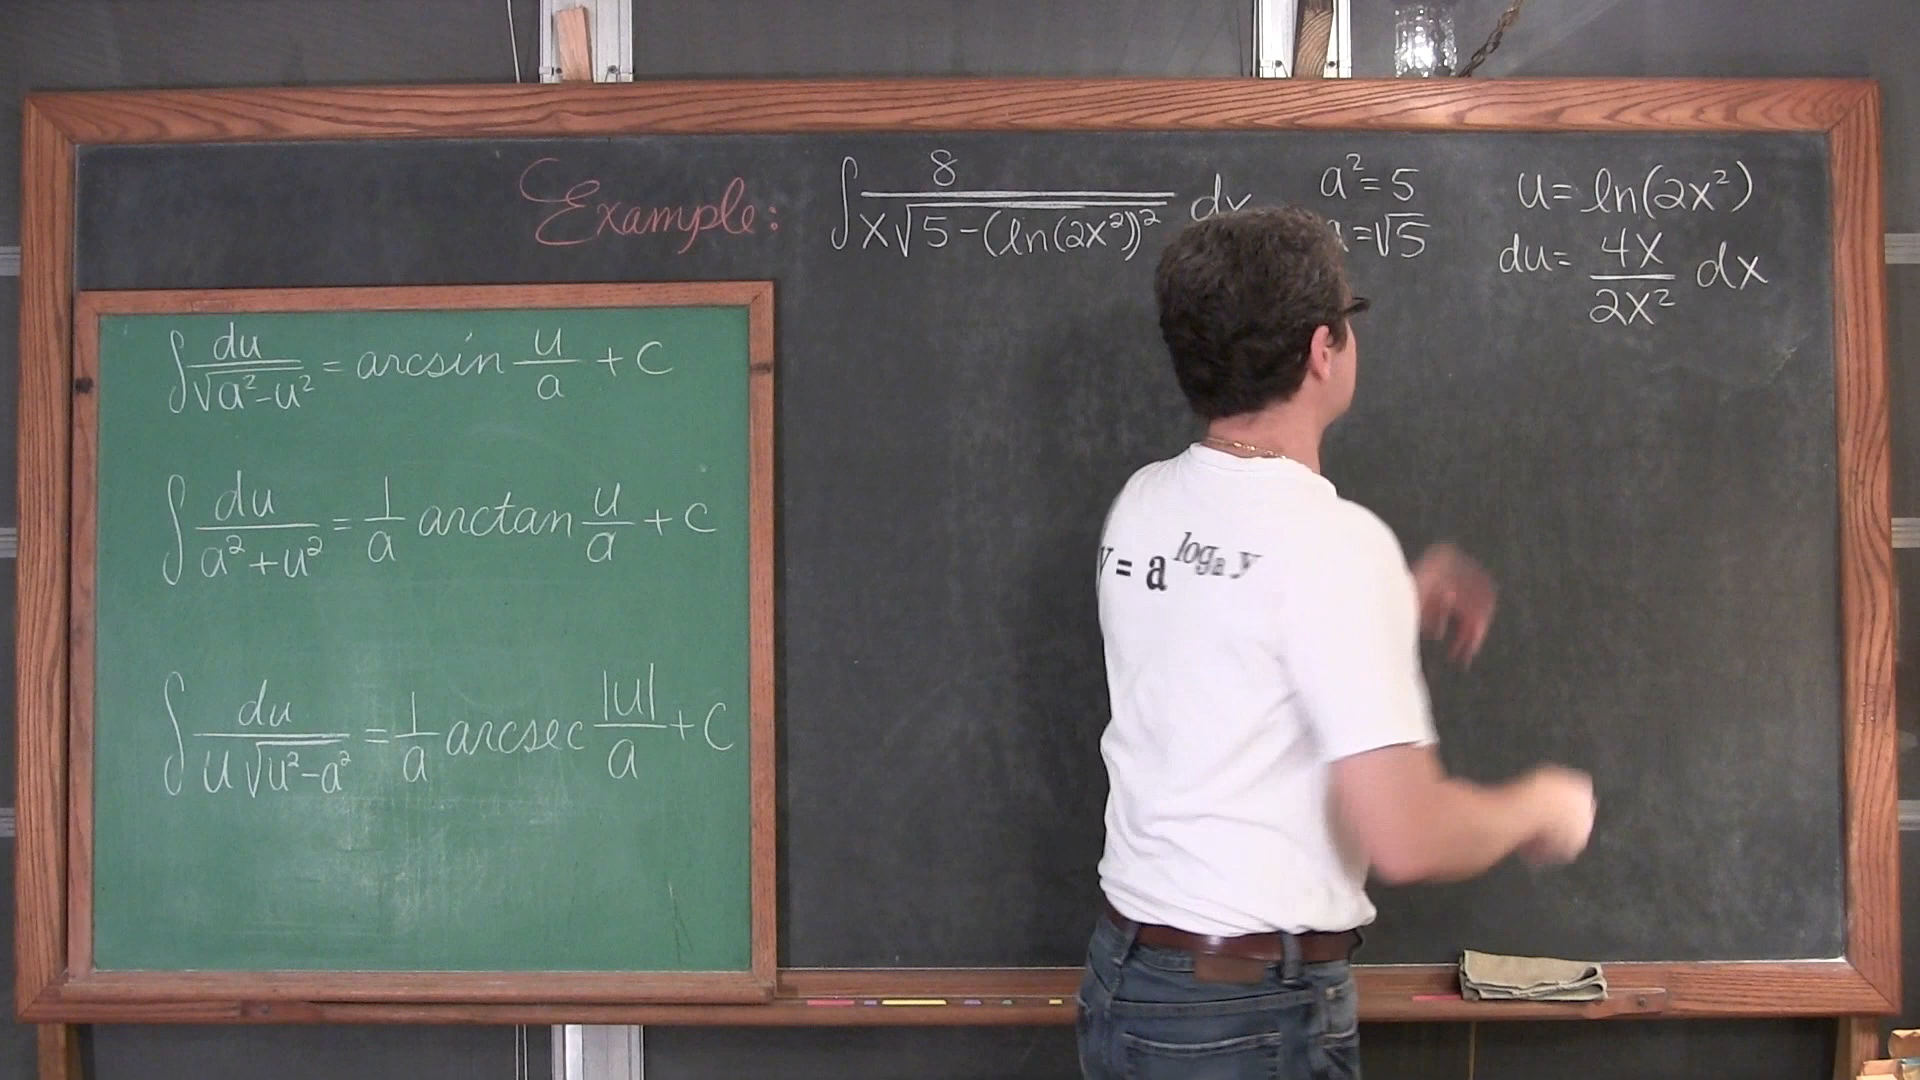 Example: ∫ 8 / (x√(5-(ln(2x²))²)) dx
a² = 5
a = √5
u = ln(2x²)
du = 4x / 2x² dx
∫ du / √(a²-u²) = arcsin u/a + c
∫ du / (a²+u²) = 1/a arctan u/a + c
∫ du / (u√(u²-a²)) = 1/a arcsec |u|/a + c
y = a^(logₐ y)